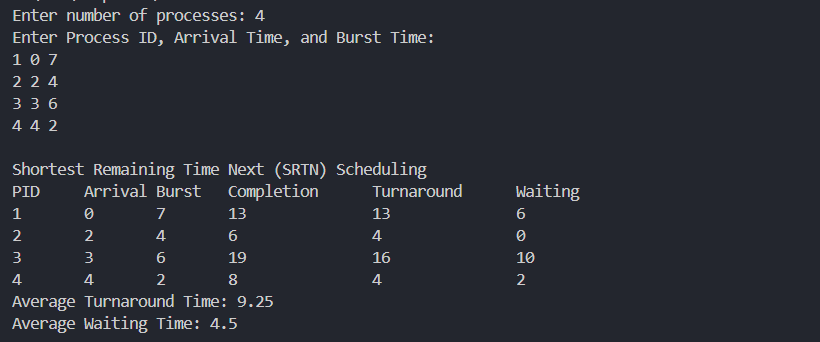 Enter number of processes: 4
Enter Process ID, Arrival Time, and Burst Time:
1 0 7
2 2 4
3 3 6
4 4 2
Shortest Remaining Time Next (SRTN) Scheduling
PID Arrival Burst Completion Turnaround Waiting
1 0 7 13 13 6
2 2 4 6 4 0
3 3 6 19 16 10
4 4 2 8 4 2
Average Turnaround Time: 9.25
Average Waiting Time: 4.5